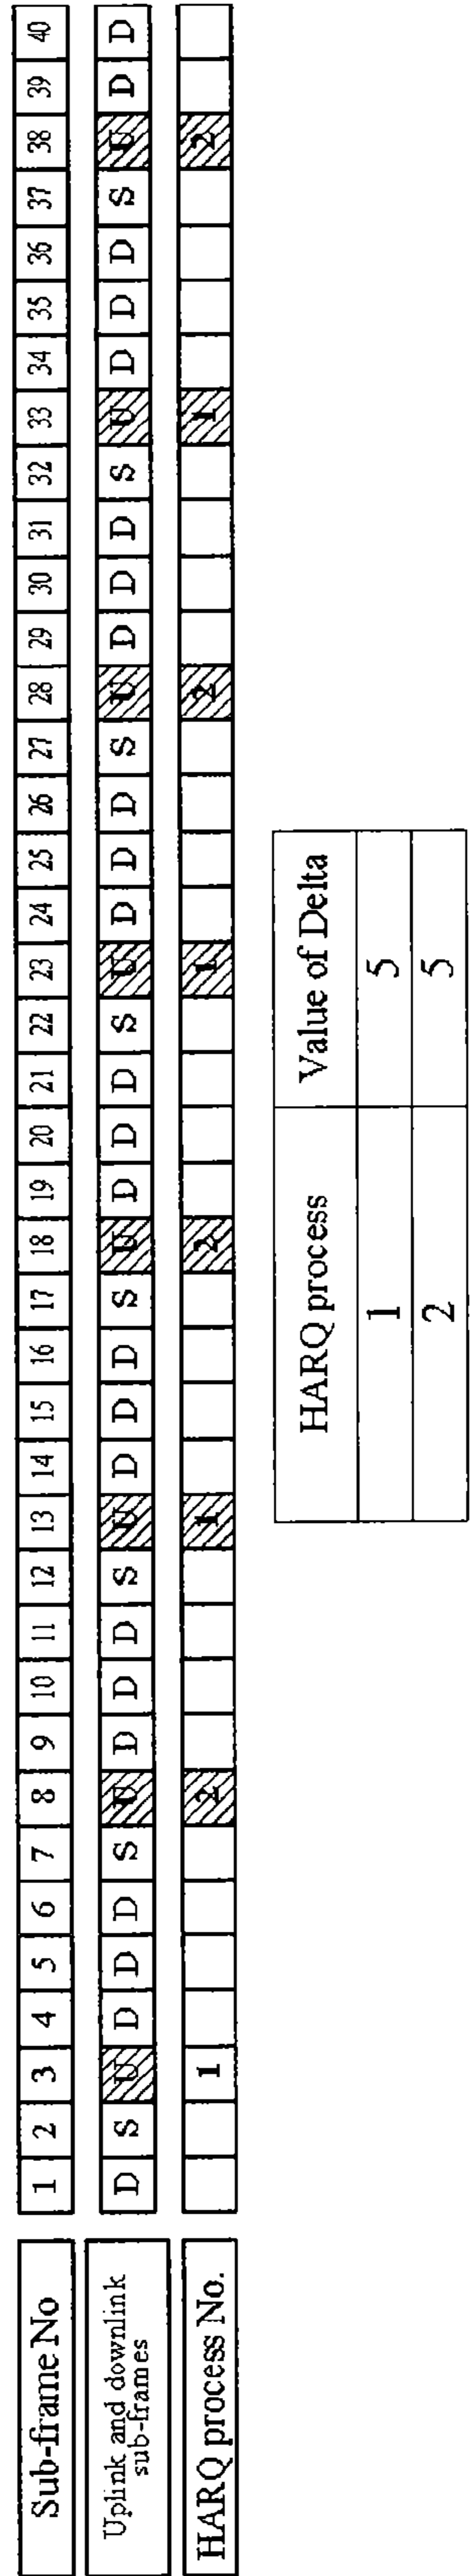 Sub-frame No 1 2 3 4 5 6 7 8 9 10 11 12 13 14 15 16 17 18 19 20 21 22 23 24 25 26 27 28 29 30 31 32 33 34 35 36 37 38 39 40
Uplink and downlink
sub-frames
D S U D D D S U D D D S U D D D S U D D D S U D D D S U D D D S U D D D S U D D
HARQ process No. 1 2 1 2 1 2 1 2
HARQ process Value of Delta
1 5
2 5